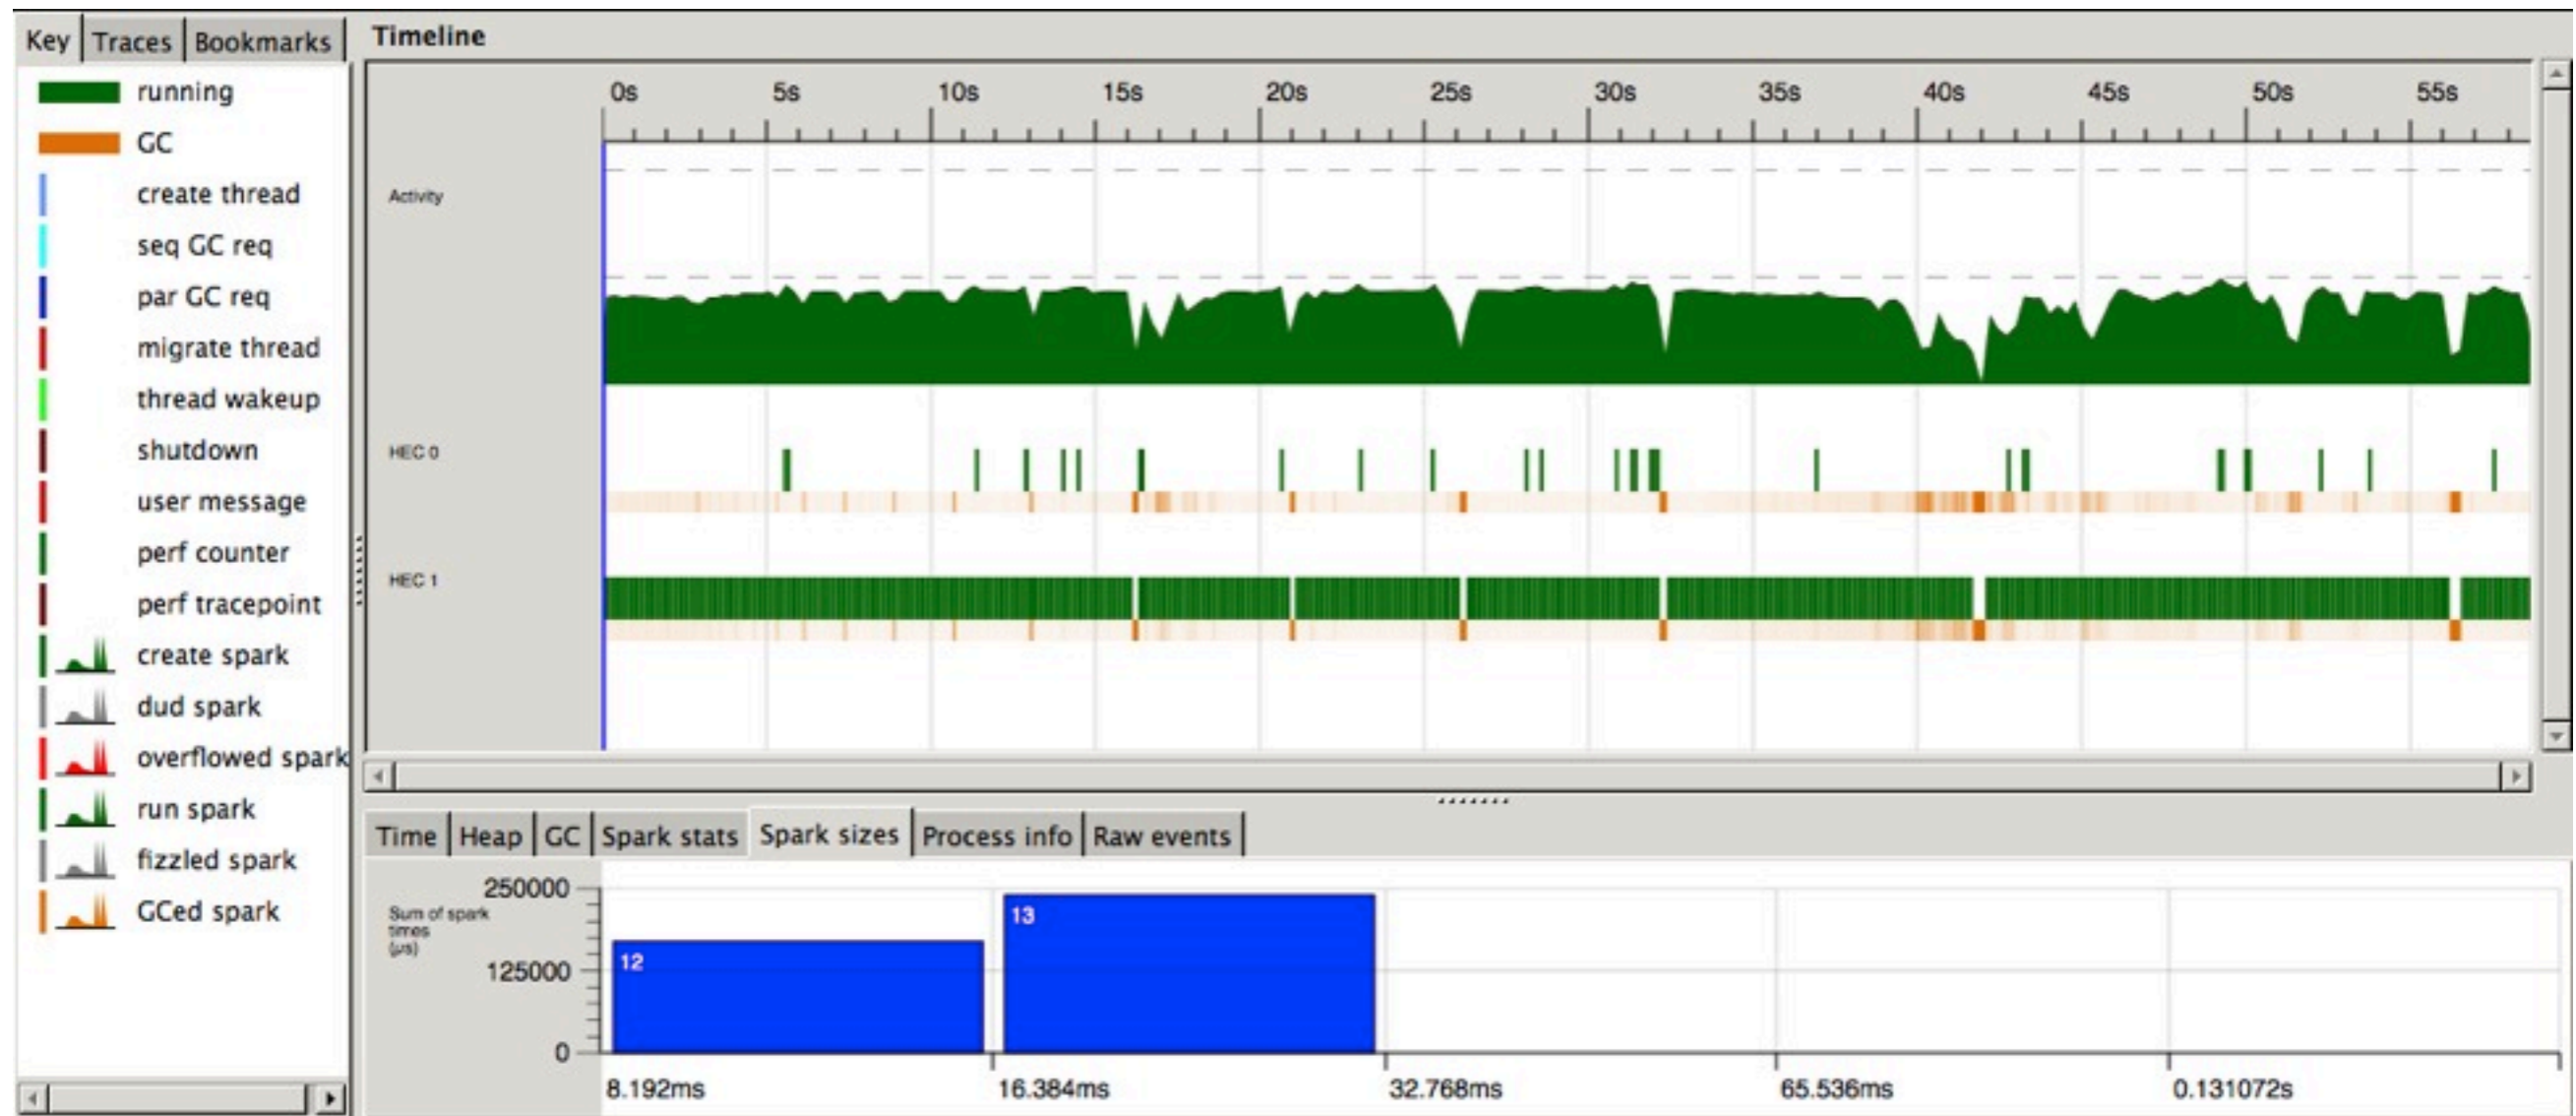 Key Traces Bookmarks
running
GC
create thread
seq GC req
par GC req
migrate thread
thread wakeup
shutdown
user message
perf counter
perf tracepoint
create spark
dud spark
overflowed spark
run spark
fizzled spark
GCed spark
Timeline
0s 5s 10s 15s 20s 25s 30s 35s 40s 45s 50s 55s
Activity
HEC 0
HEC 1
Time Heap GC Spark stats Spark sizes Process info Raw events
Sum of spark
times
(µs)
250000
125000
0
12
13
8.192ms 16.384ms 32.768ms 65.536ms 0.131072s